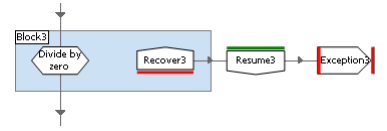 Block3
Divide by
zero
Recover3
Resume3
Exception3